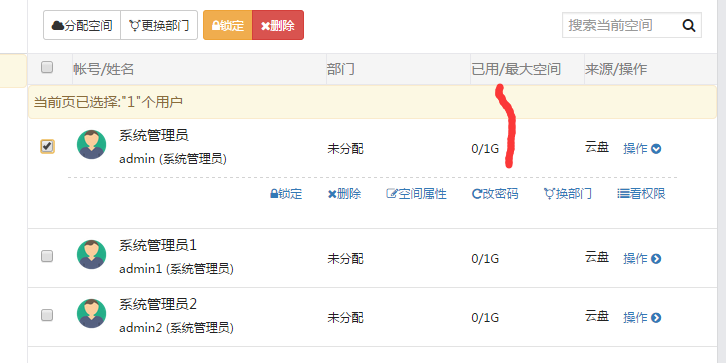 分配空间 更换部门 锁定 删除 搜索当前空间
帐号/姓名 部门 已用/最大空间 来源/操作
当前页已选择:"1"个用户
系统管理员
admin (系统管理员) 未分配 0/1G 云盘 操作
锁定 删除 空间属性 改密码 换部门 看权限
系统管理员1
admin1 (系统管理员) 未分配 0/1G 云盘 操作
系统管理员2
admin2 (系统管理员) 未分配 0/1G 云盘 操作